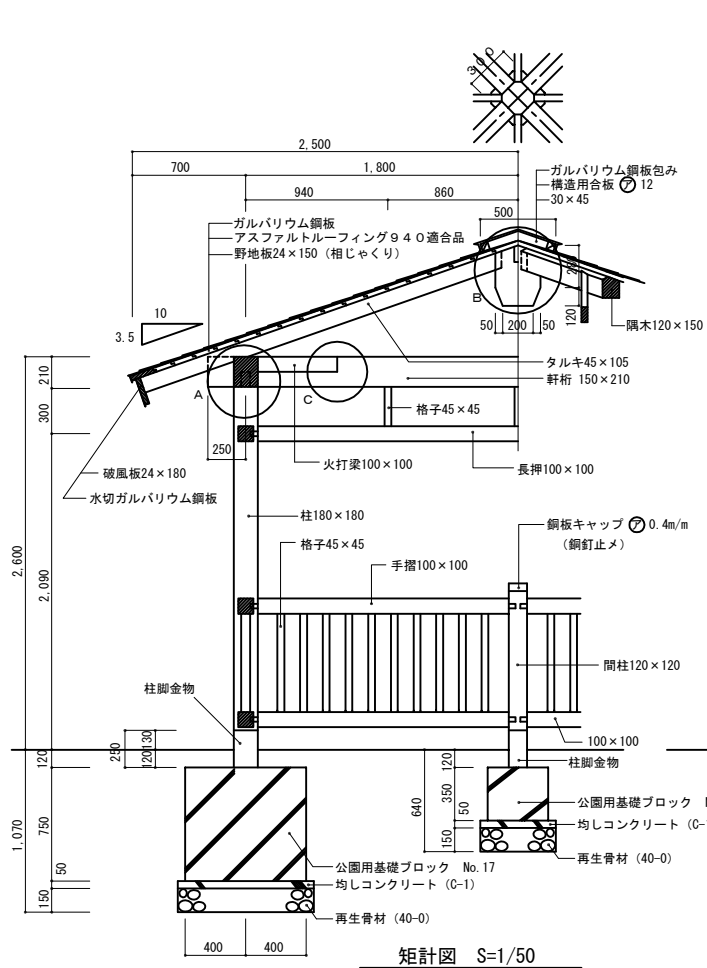 300
2,500
700
1,800
940
860
ガルバリウム鋼板包み
構造用合板 ㋐ 12
30×45
500
ガルバリウム鋼板
アスファルトルーフィング940適合品
野地板24×150（相じゃくり）
B
120
50
200
50
隅木120×150
10
3.5
タルキ45×105
軒桁 150×210
A
C
格子45×45
250
火打梁100×100
長押100×100
210
300
2,090
2,600
破風板24×180
水切ガルバリウム鋼板
柱180×180
格子45×45
手摺100×100
銅板キャップ ㋐ 0.4m/m
（銅釘止メ）
間柱120×120
柱脚金物
100×100
柱脚金物
250
130
120
120
750
50
150
1,070
640
120
350
50
150
公園用基礎ブロック
均しコンクリート（C-1
再生骨材（40-0）
公園用基礎ブロック No.17
均しコンクリート（C-1）
再生骨材（40-0）
400
400
矩計図 S=1/50